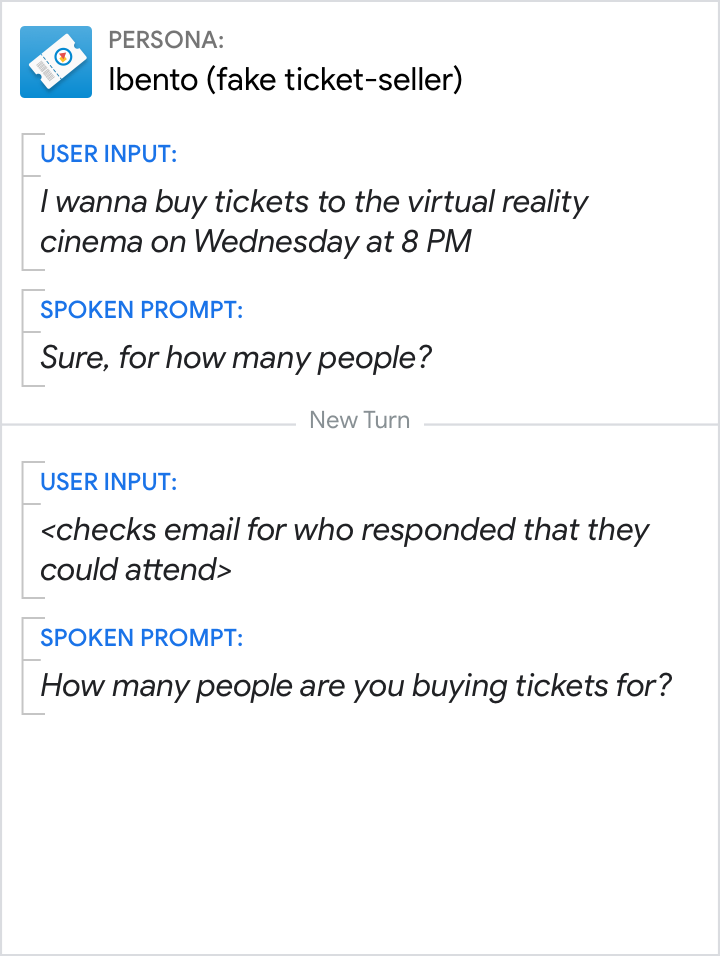 PERSONA:
Ibento (fake ticket-seller)
USER INPUT:
I wanna buy tickets to the virtual reality
cinema on Wednesday at 8 PM
SPOKEN PROMPT:
Sure, for how many people?
New Turn
USER INPUT:
<checks email for who responded that they
could attend>
SPOKEN PROMPT:
How many people are you buying tickets for?